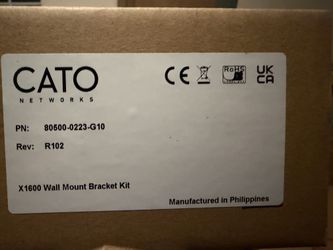 CATO
NETWORKS
CE
RoHS
UK
CA
PN: 80500-0223-G10
Rev: R102
X1600 Wall Mount Bracket Kit
Manufactured in Philippines